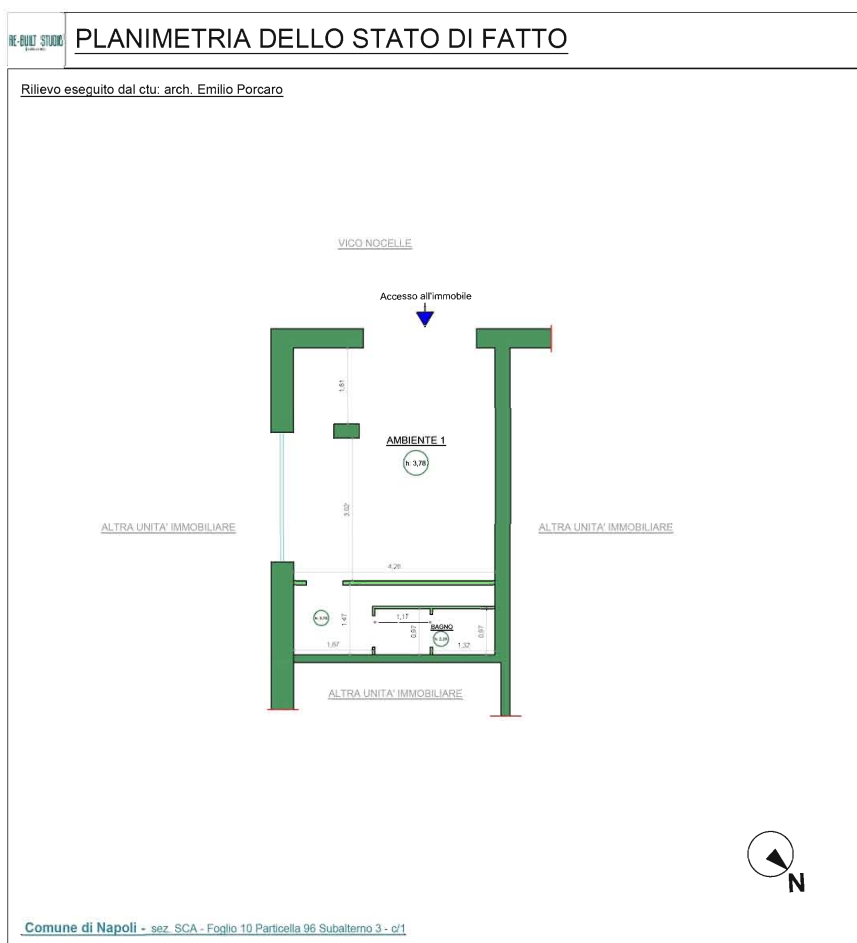 RE-BUILT STUDIO
PLANIMETRIA DELLO STATO DI FATTO
Rilievo eseguito dal ctu: arch. Emilio Porcaro
VICO NOCELLE
Accesso all'immobile
1,81
AMBIENTE 1
h: 3,78
3,02
ALTRA UNITA' IMMOBILIARE
ALTRA UNITA' IMMOBILIARE
4,26
1,47
1,17
0,97
BAGNO
0,97
1,67
1,32
ALTRA UNITA' IMMOBILIARE
N
Comune di Napoli - sez. SCA - Foglio 10 Particella 96 Subalterno 3 - c/1